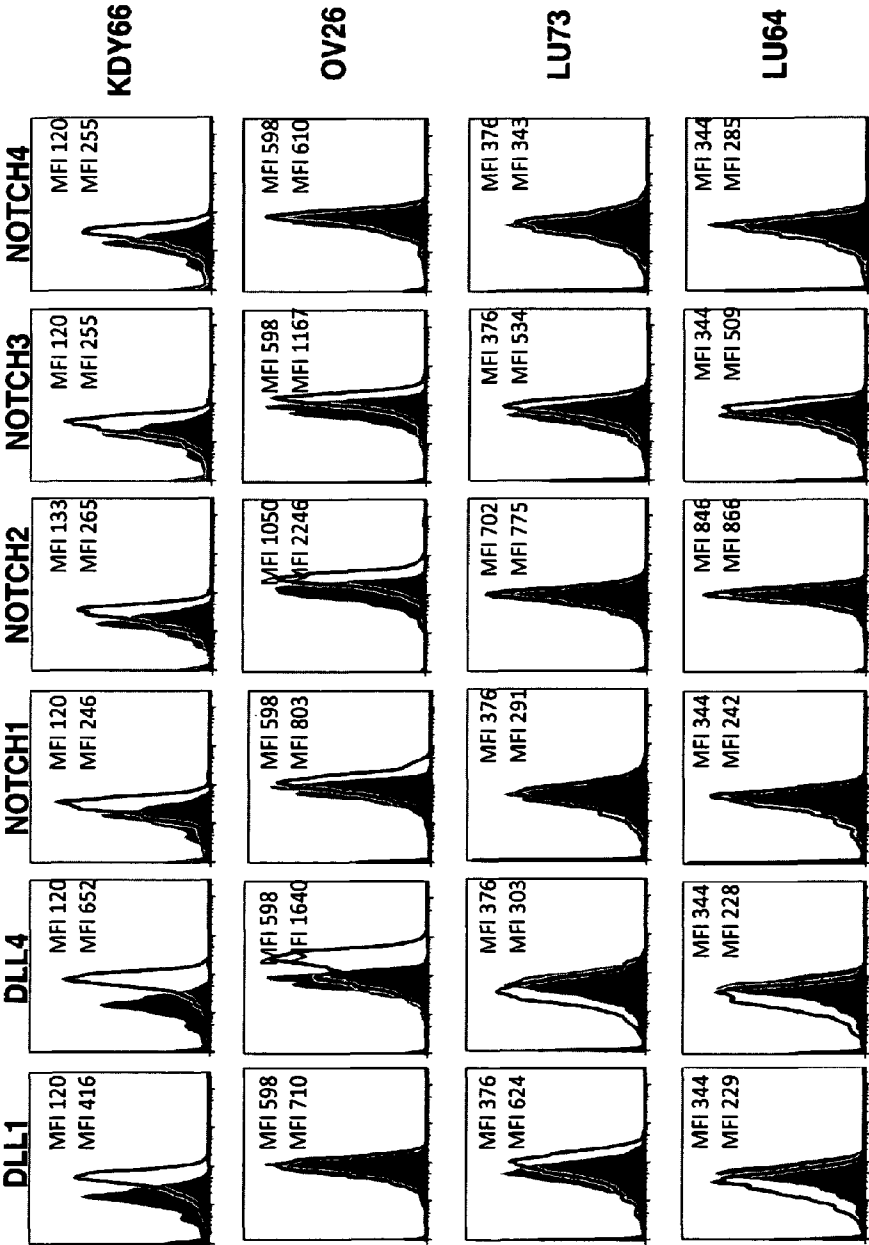 DLL1 DLL4 NOTCH1 NOTCH2 NOTCH3 NOTCH4
MFI 120
MFI 416
MFI 120
MFI 652
MFI 120
MFI 246
MFI 133
MFI 265
MFI 120
MFI 255
MFI 120
MFI 255
KDY66
MFI 598
MFI 710
MFI 598
MFI 1640
MFI 598
MFI 803
MFI 1050
MFI 2246
MFI 598
MFI 1167
MFI 598
MFI 610
OV26
MFI 376
MFI 624
MFI 376
MFI 303
MFI 376
MFI 291
MFI 702
MFI 775
MFI 376
MFI 534
MFI 376
MFI 343
LU73
MFI 344
MFI 229
MFI 344
MFI 228
MFI 344
MFI 242
MFI 846
MFI 866
MFI 344
MFI 509
MFI 344
MFI 285
LU64